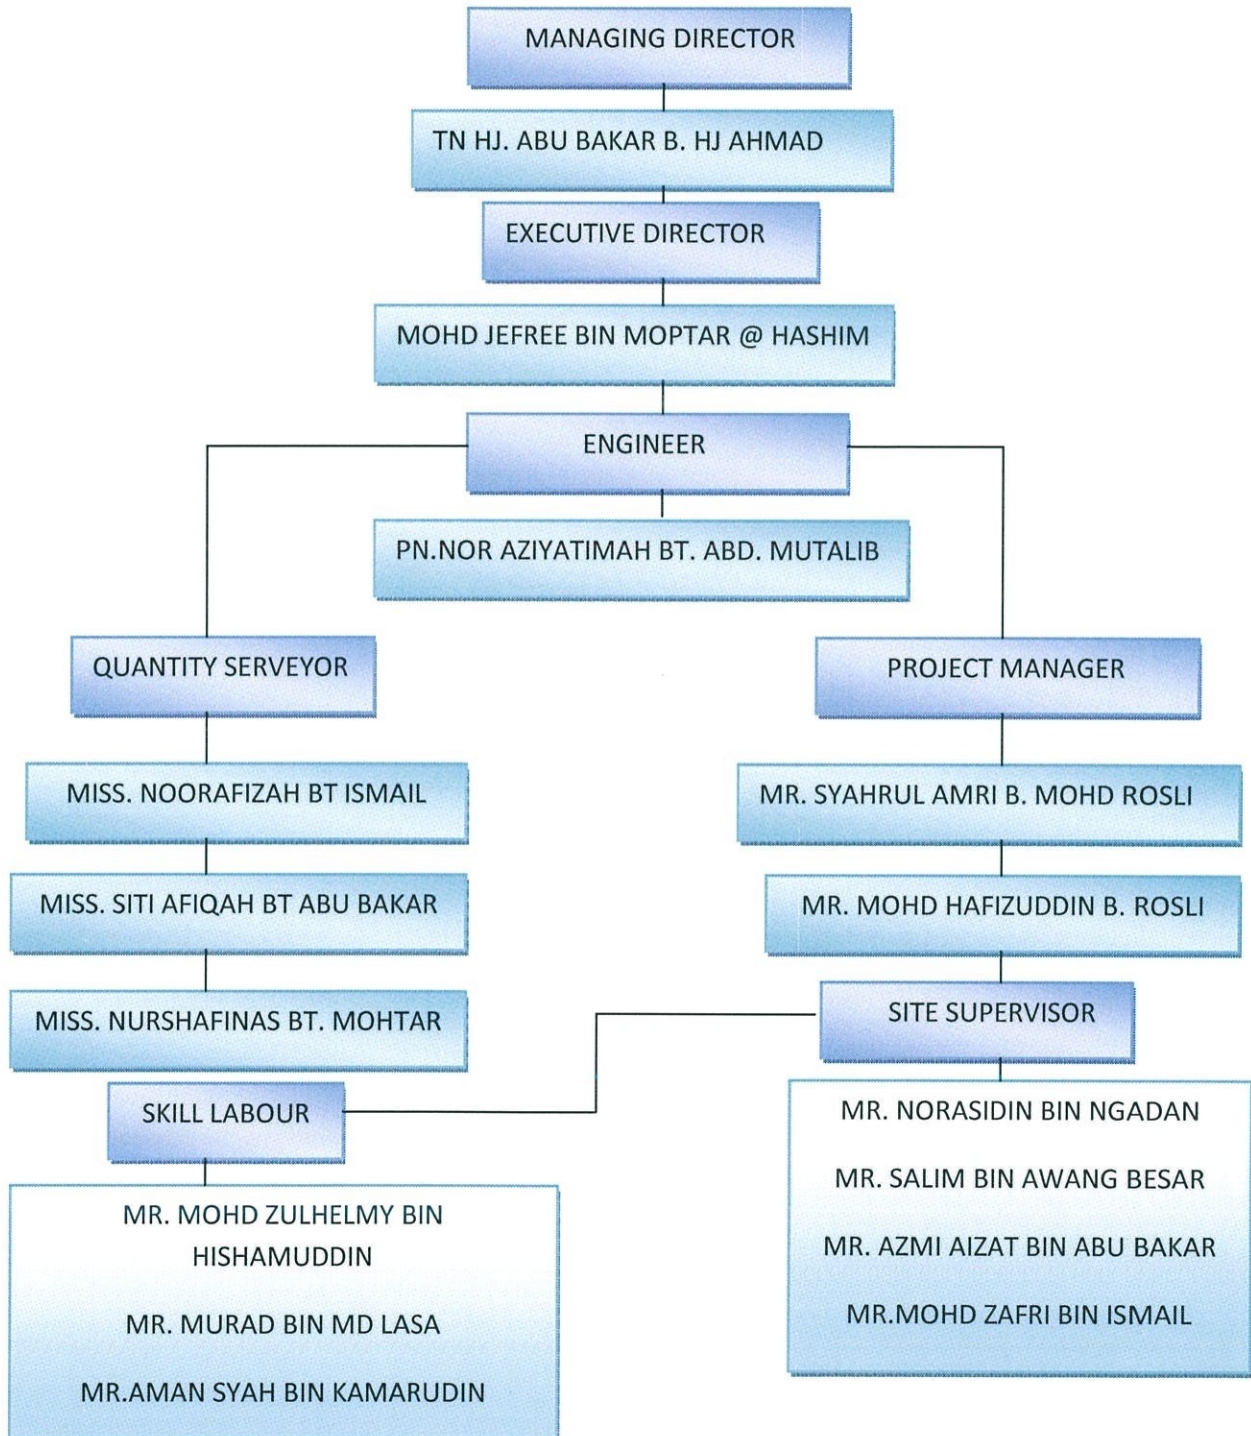 MANAGING DIRECTOR
TN HJ. ABU BAKAR B. HJ AHMAD
EXECUTIVE DIRECTOR
MOHD JEFREE BIN MOPTAR @ HASHIM
ENGINEER
PN.NOR AZIYATIMAH BT. ABD. MUTALIB
QUANTITY SERVEYOR
MISS. NOORAFIZAH BT ISMAIL
MISS. SITI AFIQAH BT ABU BAKAR
MISS. NURSHAFINAS BT. MOHTAR
PROJECT MANAGER
MR. SYAHRUL AMRI B. MOHD ROSLI
MR. MOHD HAFIZUDDIN B. ROSLI
SITE SUPERVISOR
MR. NORASIDIN BIN NGADAN
MR. SALIM BIN AWANG BESAR
MR. AZMI AIZAT BIN ABU BAKAR
MR.MOHD ZAFRI BIN ISMAIL
SKILL LABOUR
MR. MOHD ZULHELMY BIN
HISHAMUDDIN
MR. MURAD BIN MD LASA
MR.AMAN SYAH BIN KAMARUDIN